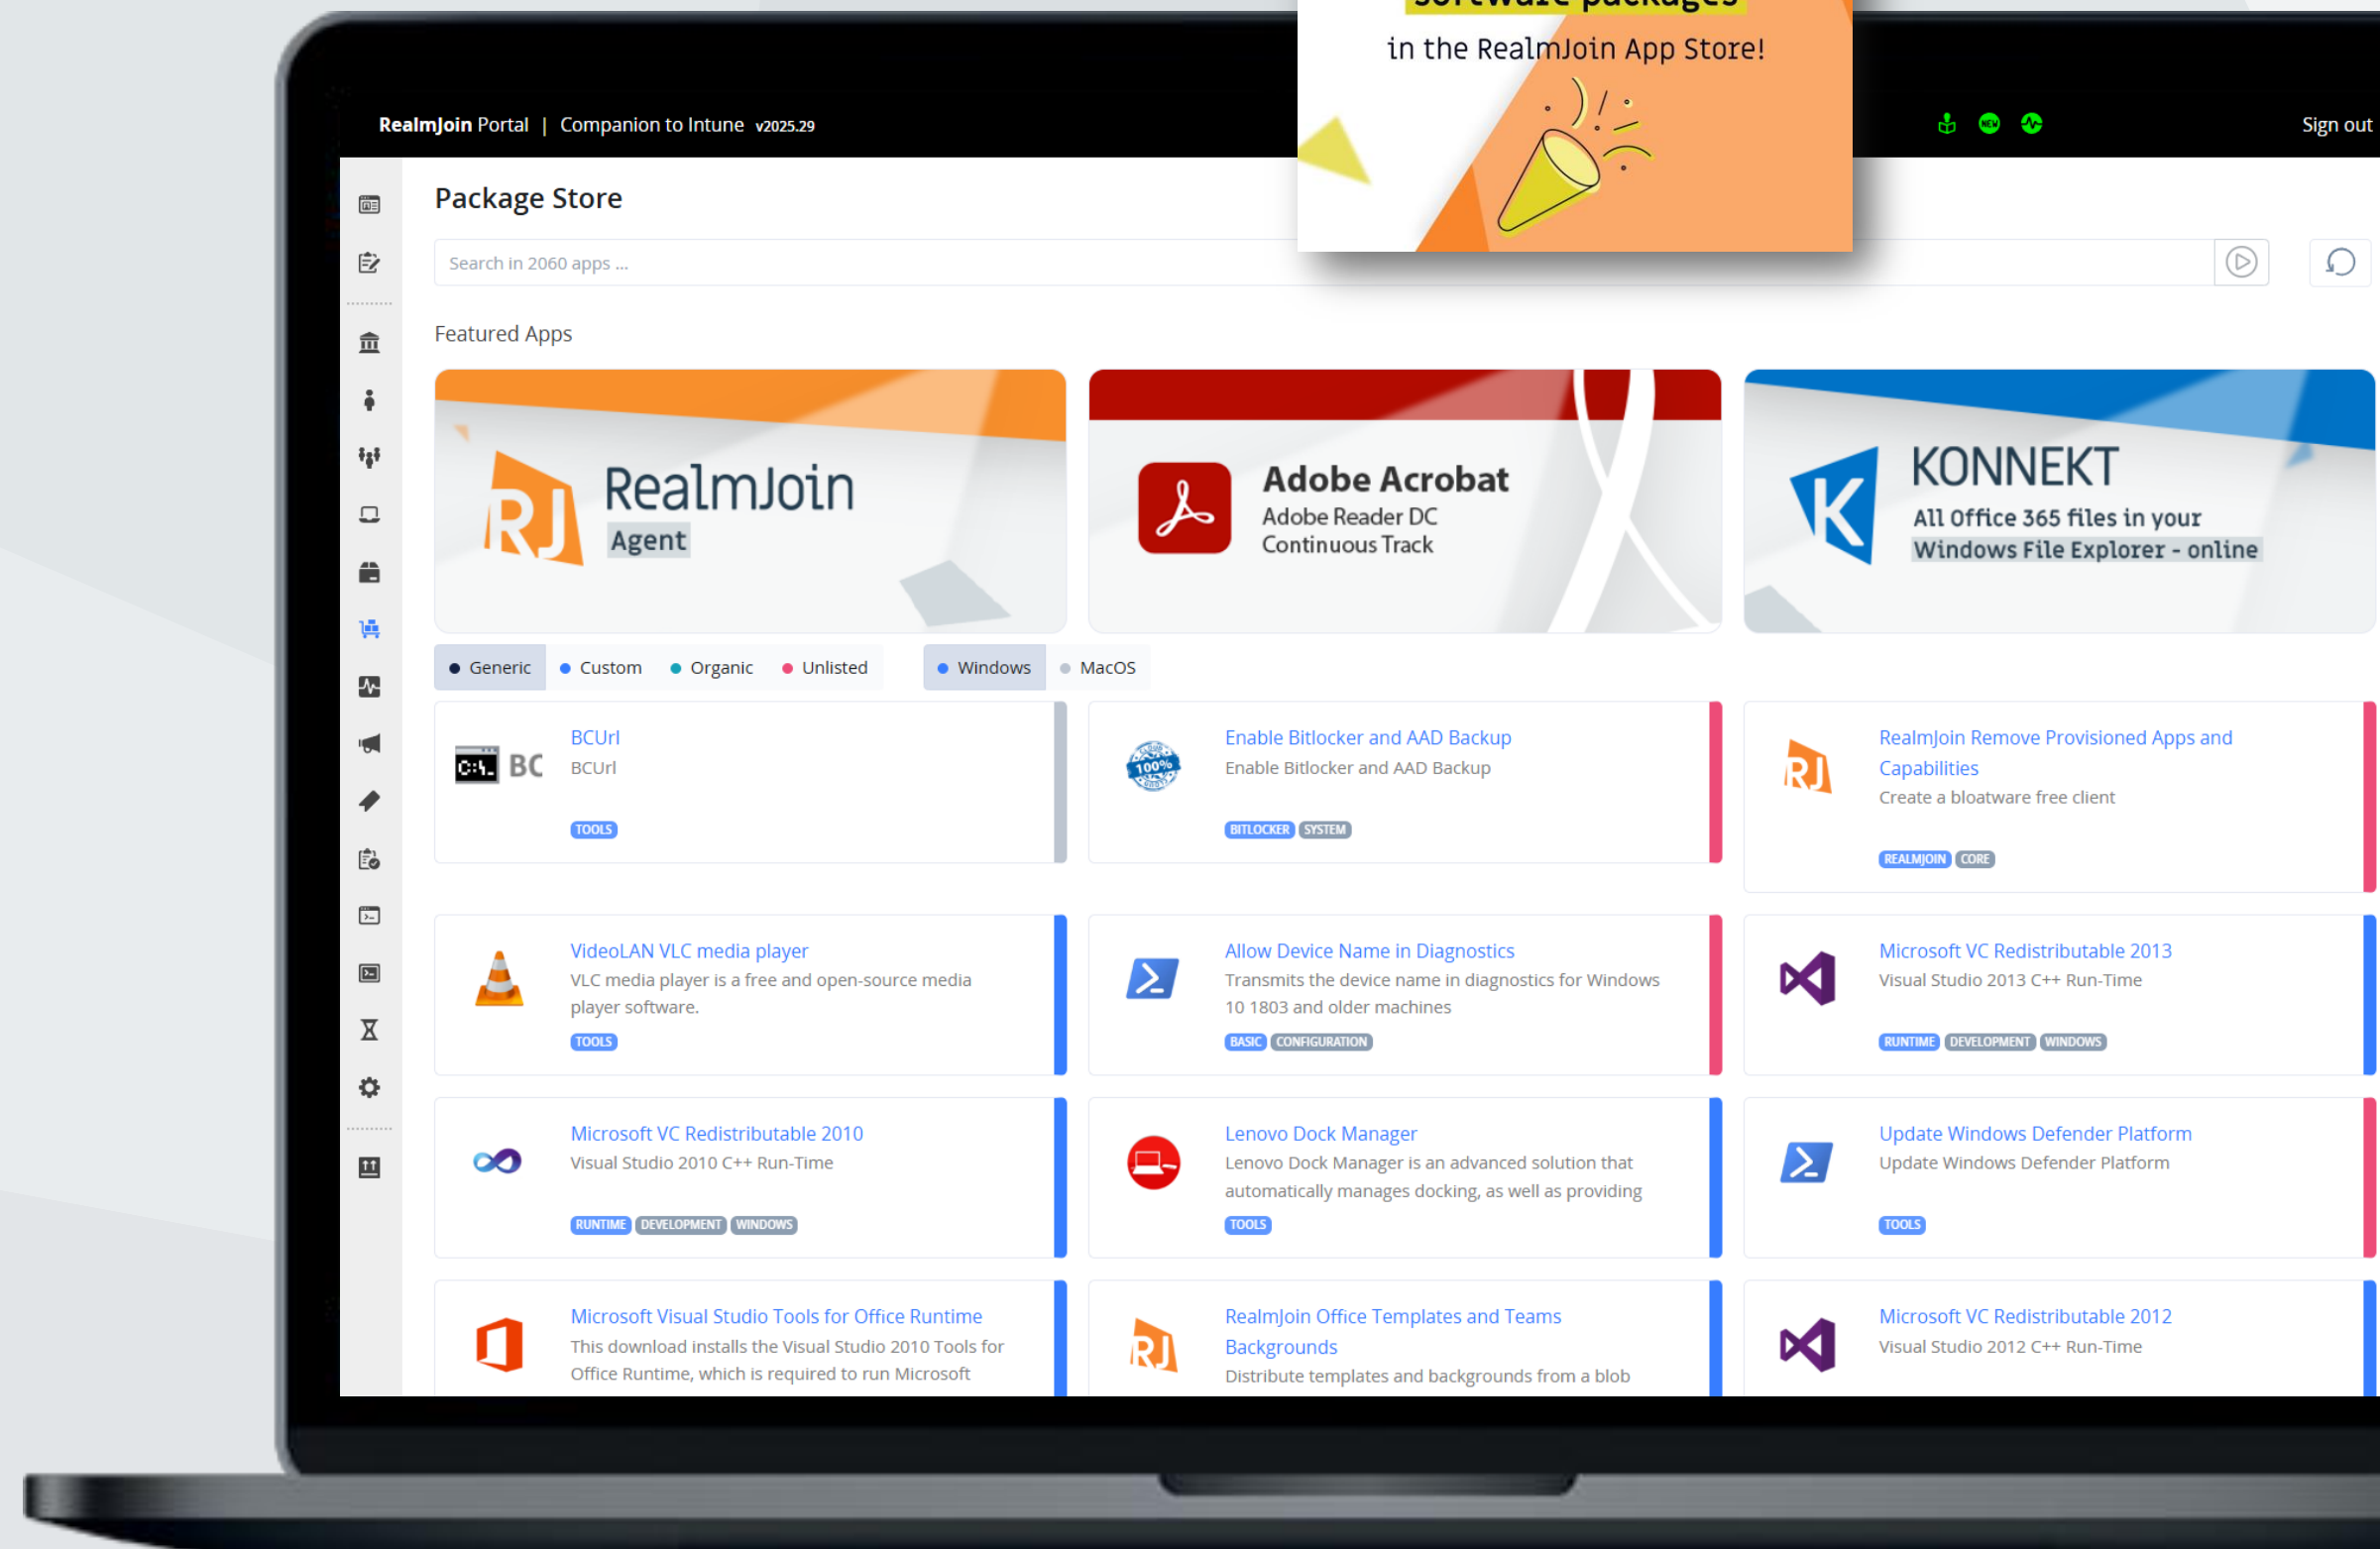 software packages
in the RealmJoin App Store!
RealmJoin Portal | Companion to Intune v2025.29
NEW
Sign out
Package Store
Search in 2060 apps ...
Featured Apps
RJ
RealmJoin
Agent
Adobe Acrobat
Adobe Reader DC
Continuous Track
K
KONNEKT
All Office 365 files in your
Windows File Explorer - online
Generic
Custom
Organic
Unlisted
Windows
MacOS
C:\_ BC
BCUrl
BCUrl
TOOLS
100%
Enable Bitlocker and AAD Backup
Enable Bitlocker and AAD Backup
BITLOCKER SYSTEM
RJ
RealmJoin Remove Provisioned Apps and
Capabilities
Create a bloatware free client
REALMJOIN CORE
VideoLAN VLC media player
VLC media player is a free and open-source media
player software.
TOOLS
Allow Device Name in Diagnostics
Transmits the device name in diagnostics for Windows
10 1803 and older machines
BASIC CONFIGURATION
Microsoft VC Redistributable 2013
Visual Studio 2013 C++ Run-Time
RUNTIME DEVELOPMENT WINDOWS
Microsoft VC Redistributable 2010
Visual Studio 2010 C++ Run-Time
RUNTIME DEVELOPMENT WINDOWS
Lenovo Dock Manager
Lenovo Dock Manager is an advanced solution that
automatically manages docking, as well as providing
TOOLS
Update Windows Defender Platform
Update Windows Defender Platform
TOOLS
Microsoft Visual Studio Tools for Office Runtime
This download installs the Visual Studio 2010 Tools for
Office Runtime, which is required to run Microsoft
RJ
RealmJoin Office Templates and Teams
Backgrounds
Distribute templates and backgrounds from a blob
Microsoft VC Redistributable 2012
Visual Studio 2012 C++ Run-Time